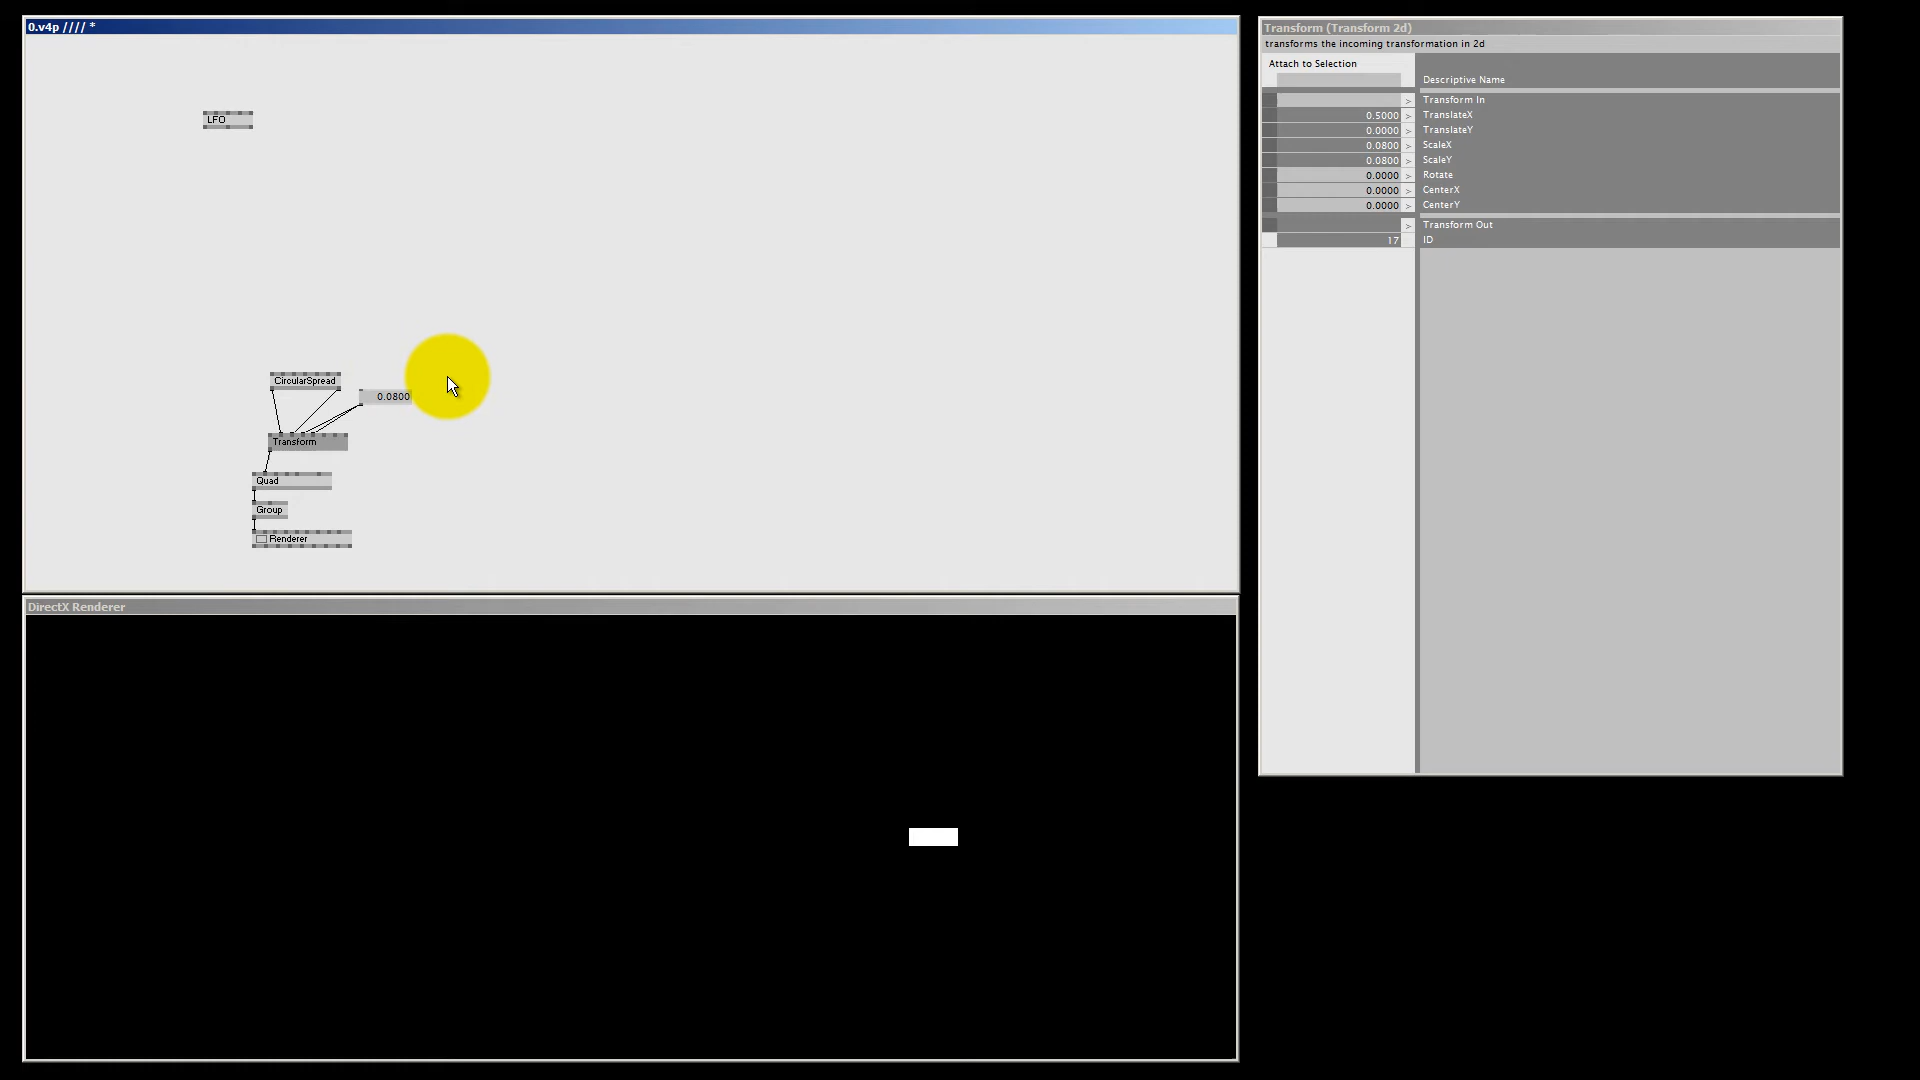 0.v4p //// *
LFO
CircularSpread
0.0800
Transform
Quad
Group
Renderer
DirectX Renderer
Transform (Transform 2d)
transforms the incoming transformation in 2d
Attach to Selection
Descriptive Name
> Transform In
0.5000 > TranslateX
0.0000 > TranslateY
0.0800 > ScaleX
0.0800 > ScaleY
0.0000 > Rotate
0.0000 > CenterX
0.0000 > CenterY
> Transform Out
17 ID